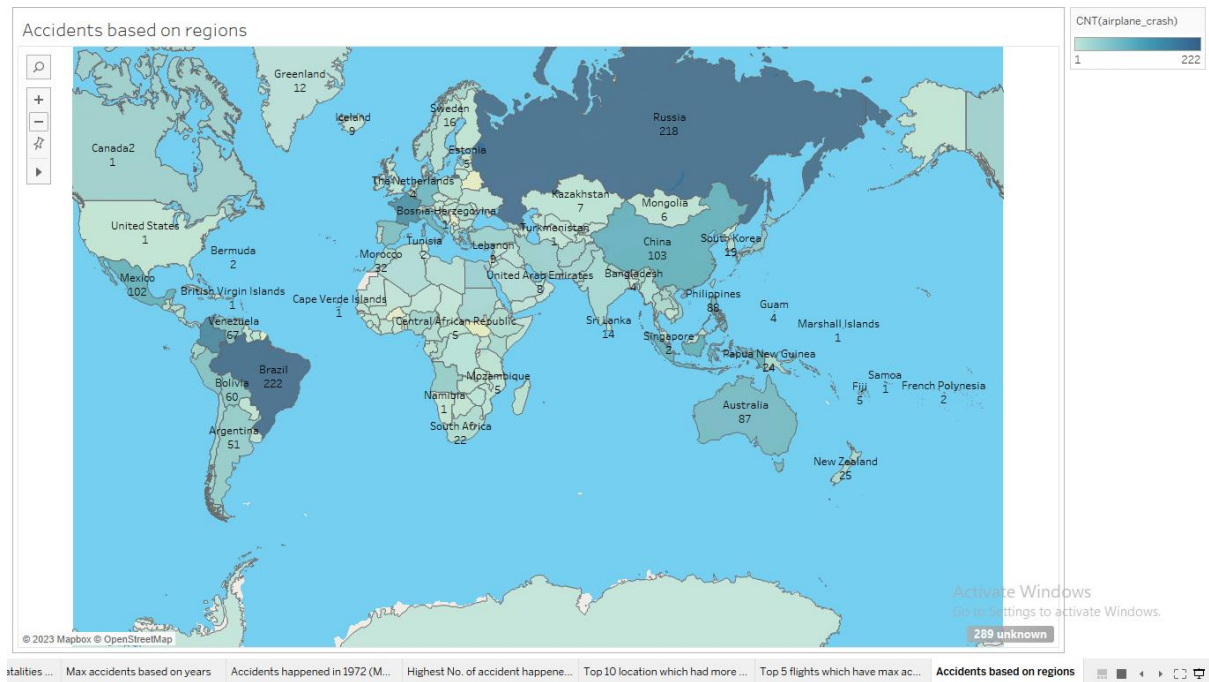 Accidents based on regions
CNT(airplane_crash)
1 222
Greenland
12
Iceland
9
Sweden
16
Russia
218
Canada2
1
Estonia
5
The Netherlands
4
Kazakhstan
7
Mongolia
6
Bosnia-Herzegovina
1
United States
1
Turkmenistan
1
China
103
South Korea
19
Bermuda
2
Tunisia
2
Lebanon
9
Morocco
32
Mexico
102
United Arab Emirates
8
Bangladesh
4
British Virgin Islands
1
Cape Verde Islands
1
Philippines
88
Guam
4
Venezuela
67
Central African Republic
5
Sri Lanka
14
Marshall Islands
1
Singapore
2
Papua New Guinea
24
Brazil
222
Bolivia
60
Mozambique
5
Samoa
1
Fiji
5
French Polynesia
2
Namibia
1
Australia
87
Argentina
51
South Africa
22
New Zealand
25
Activate Windows
Go to Settings to activate Windows.
© 2023 Mapbox © OpenStreetMap
289 unknown
atalities ...
Max accidents based on years
Accidents happened in 1972 (M...
Highest No. of accident happene...
Top 10 location which had more ...
Top 5 flights which have max ac...
Accidents based on regions